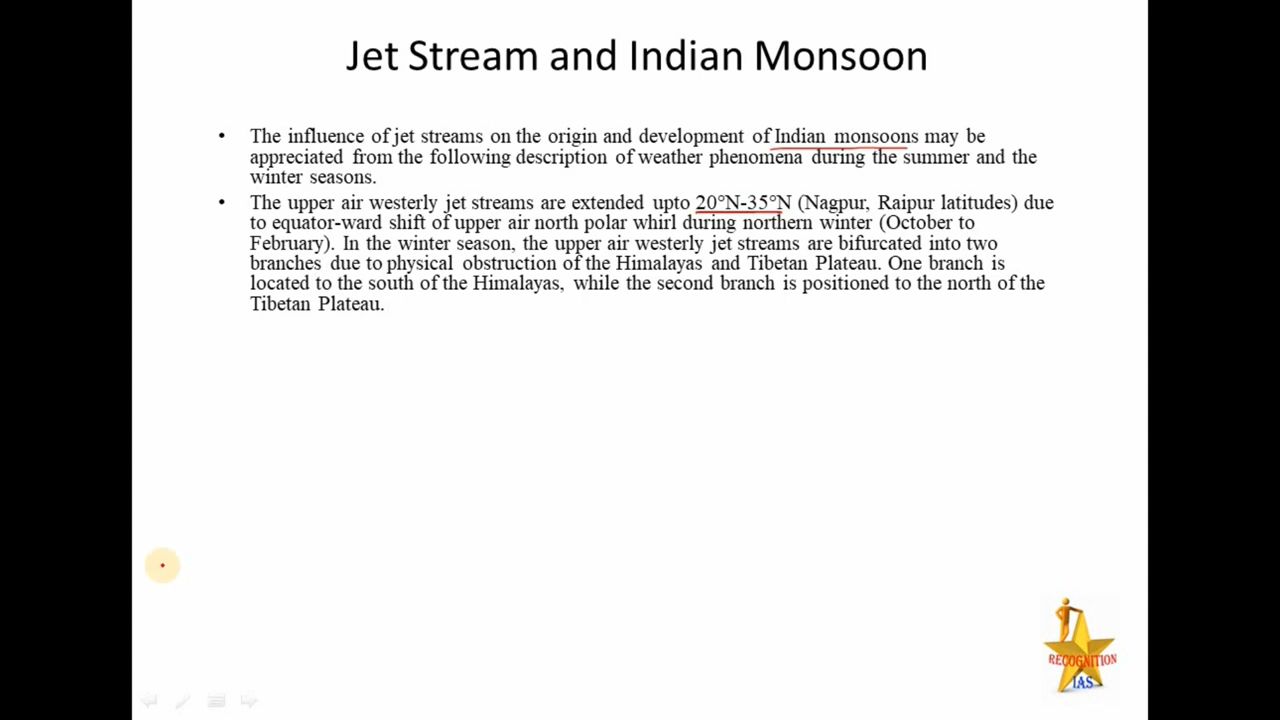 Jet Stream and Indian Monsoon
• The influence of jet streams on the origin and development of Indian monsoons may be
appreciated from the following description of weather phenomena during the summer and the
winter seasons.
• The upper air westerly jet streams are extended upto 20°N-35°N (Nagpur, Raipur latitudes) due
to equator-ward shift of upper air north polar whirl during northern winter (October to
February). In the winter season, the upper air westerly jet streams are bifurcated into two
branches due to physical obstruction of the Himalayas and Tibetan Plateau. One branch is
located to the south of the Himalayas, while the second branch is positioned to the north of the
Tibetan Plateau.
RECOGNITION
IAS